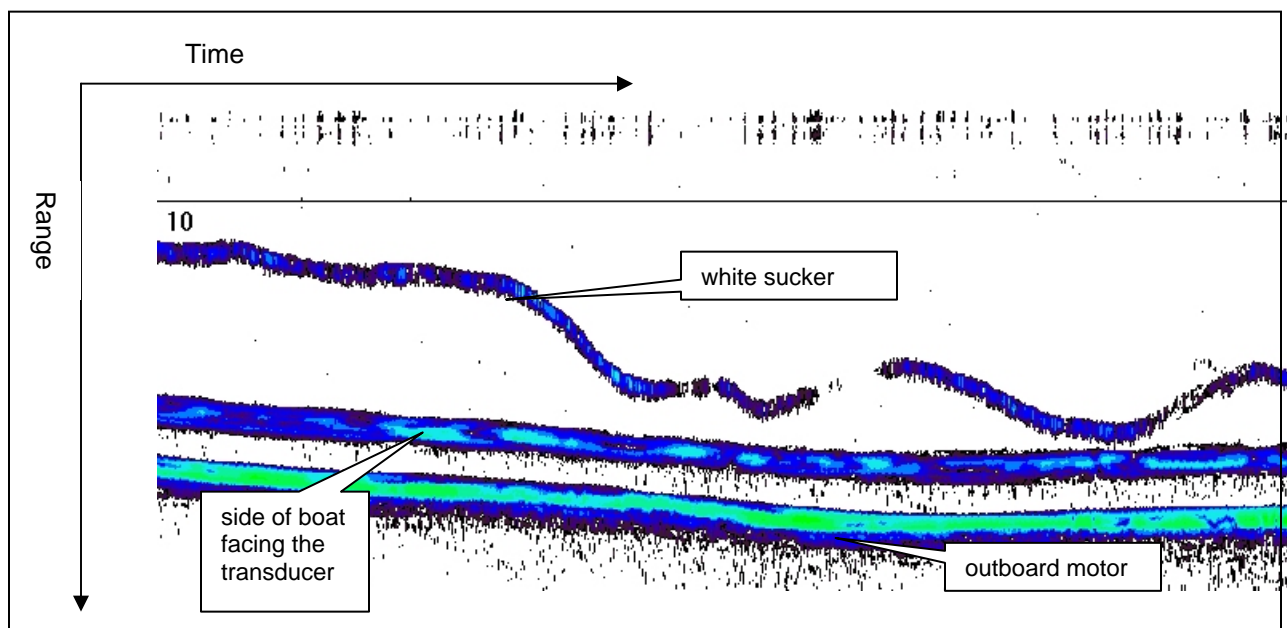 Time
Range
10
white sucker
side of boat
facing the
transducer
outboard motor